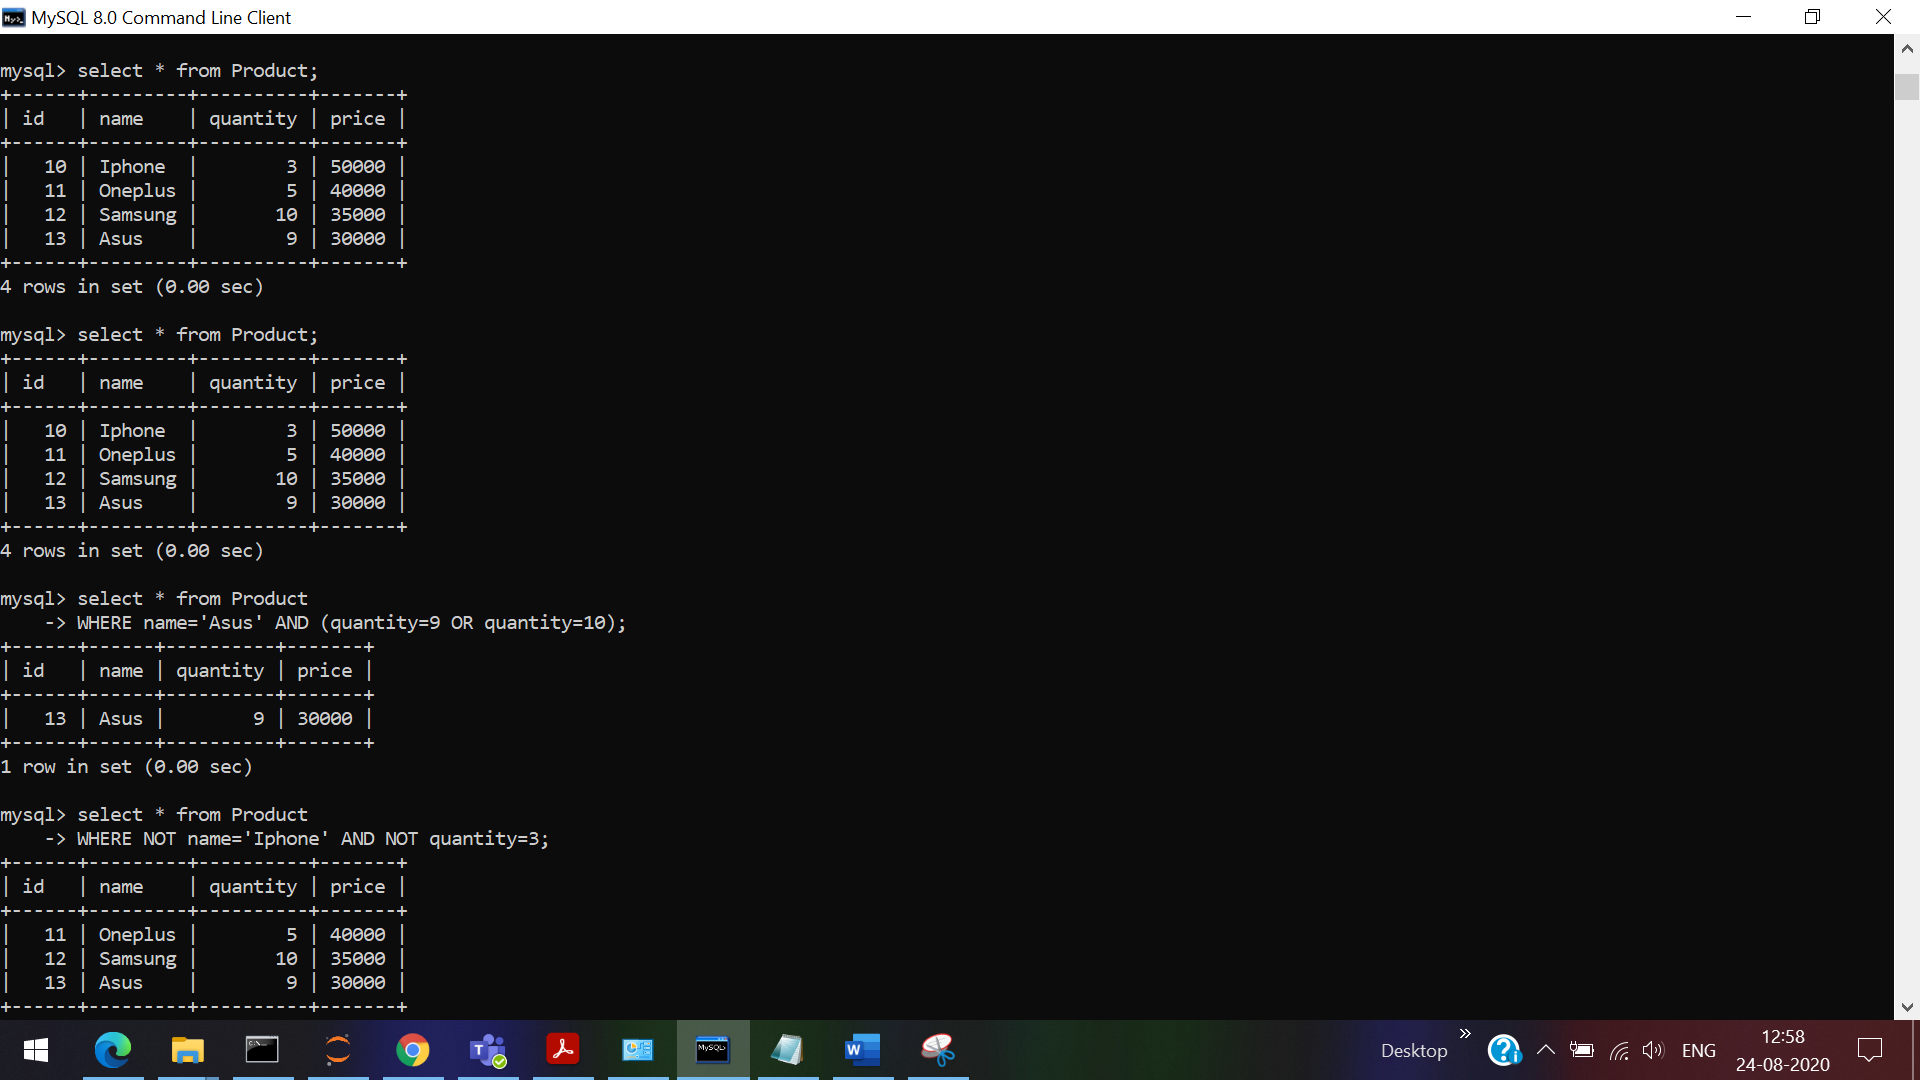 MySQL 8.0 Command Line Client
mysql> select * from Product;
+------+---------+----------+-------+
| id   | name    | quantity | price |
+------+---------+----------+-------+
|   10 | Iphone  |        3 | 50000 |
|   11 | Oneplus |        5 | 40000 |
|   12 | Samsung |       10 | 35000 |
|   13 | Asus    |        9 | 30000 |
+------+---------+----------+-------+
4 rows in set (0.00 sec)
mysql> select * from Product;
+------+---------+----------+-------+
| id   | name    | quantity | price |
+------+---------+----------+-------+
|   10 | Iphone  |        3 | 50000 |
|   11 | Oneplus |        5 | 40000 |
|   12 | Samsung |       10 | 35000 |
|   13 | Asus    |        9 | 30000 |
+------+---------+----------+-------+
4 rows in set (0.00 sec)
mysql> select * from Product
    -> WHERE name='Asus' AND (quantity=9 OR quantity=10);
+------+------+----------+-------+
| id   | name | quantity | price |
+------+------+----------+-------+
|   13 | Asus |        9 | 30000 |
+------+------+----------+-------+
1 row in set (0.00 sec)
mysql> select * from Product
    -> WHERE NOT name='Iphone' AND NOT quantity=3;
+------+---------+----------+-------+
| id   | name    | quantity | price |
+------+---------+----------+-------+
|   11 | Oneplus |        5 | 40000 |
|   12 | Samsung |       10 | 35000 |
|   13 | Asus    |        9 | 30000 |
+------+---------+----------+-------+
Desktop
ENG
12:58
24-08-2020